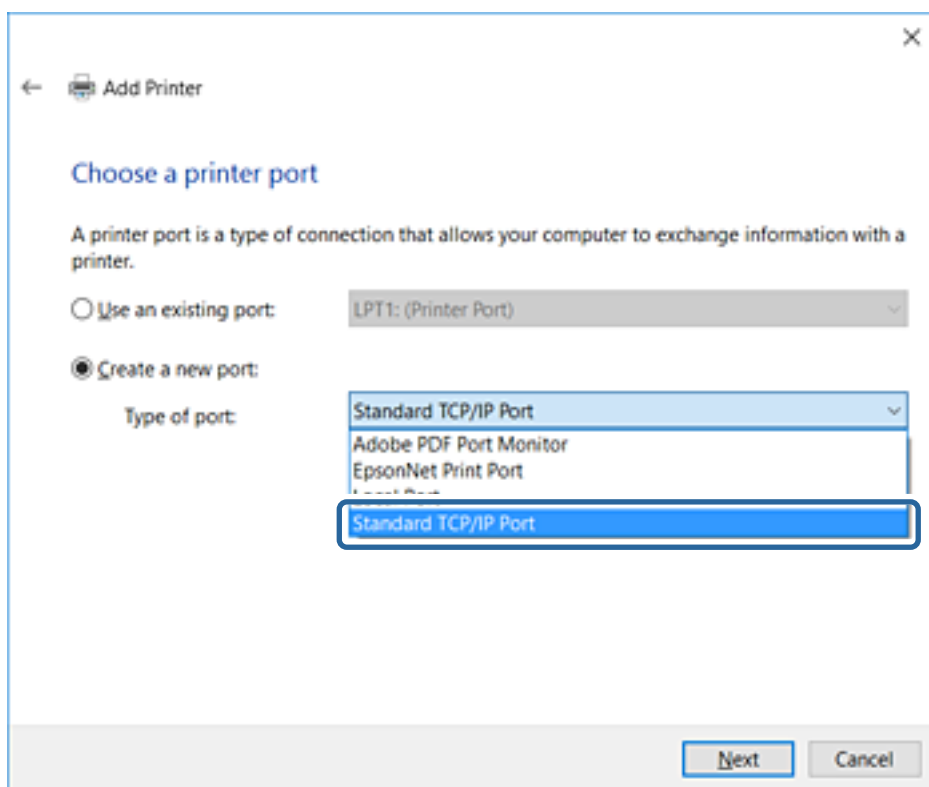 Add Printer
Choose a printer port
A printer port is a type of connection that allows your computer to exchange information with a
printer.
Use an existing port:
LPT1: (Printer Port)
Create a new port:
Type of port:
Standard TCP/IP Port
Adobe PDF Port Monitor
EpsonNet Print Port
Local Port
Standard TCP/IP Port
Next
Cancel